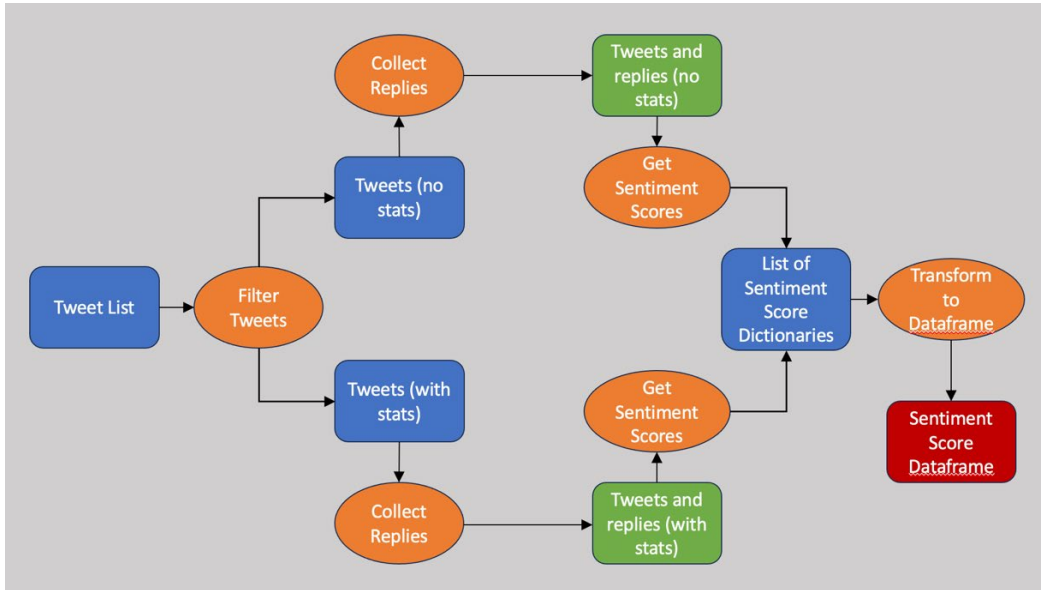 Collect
Replies
Tweets and
replies (no
stats)
Tweets (no
stats)
Get
Sentiment
Scores
Tweet List
Filter
Tweets
List of
Sentiment
Score
Dictionaries
Transform
to
Dataframe
Tweets (with
stats)
Get
Sentiment
Scores
Sentiment
Score
Dataframe
Collect
Replies
Tweets and
replies (with
stats)